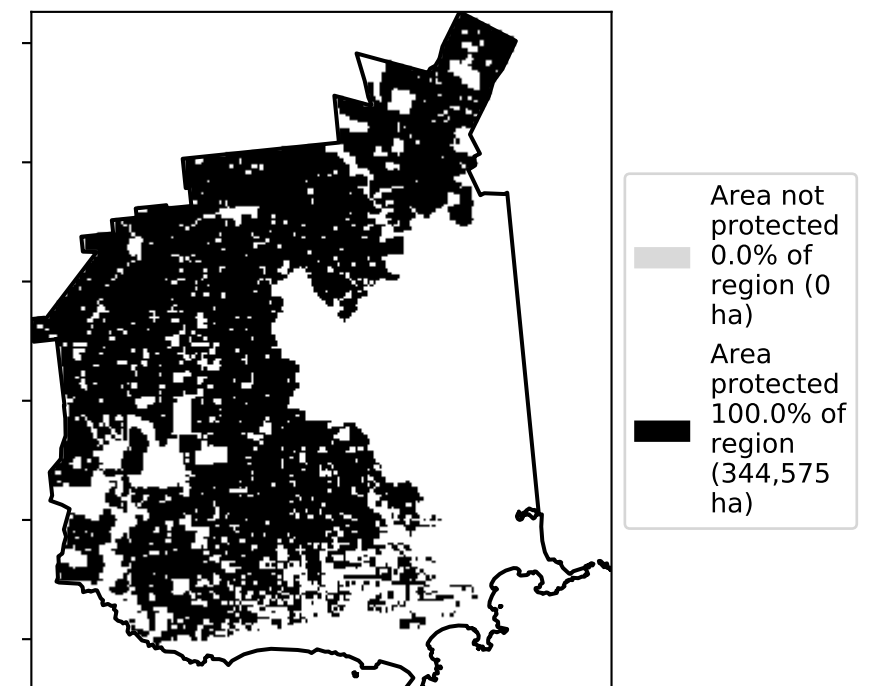 Area not
protected
0.0% of
region (0
ha)
Area
protected
100.0% of
region
(344,575
ha)